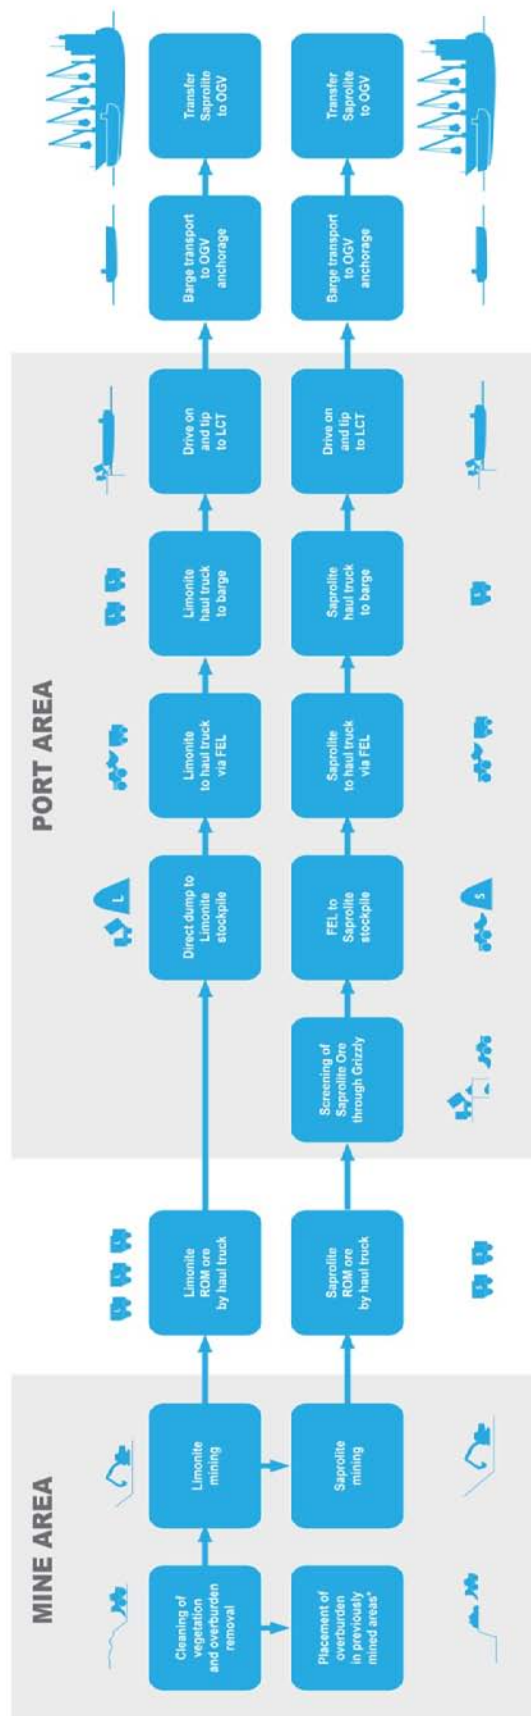 MINE AREA
PORT AREA
Cleaning of
vegetation
and overburden
removal
Limonite
mining
Limonite
ROM ore
by haul truck
Direct dump to
Limonite
stockpile
Limonite
to haul truck
via FEL
Limonite
haul truck
to barge
Drive on
and tip
to LCT
Barge transport
to OGV
anchorage
Transfer
Saprolite
to OGV
Placement of
overburden
in previously
mined areas*
Saprolite
mining
Saprolite
ROM ore
by haul truck
Screening of
Saprolite Ore
through Grizzly
FEL to
Saprolite
stockpile
Saprolite
to haul truck
via FEL
Saprolite
haul truck
to barge
Drive on
and tip
to LCT
Barge transport
to OGV
anchorage
Transfer
Saprolite
to OGV
L
S